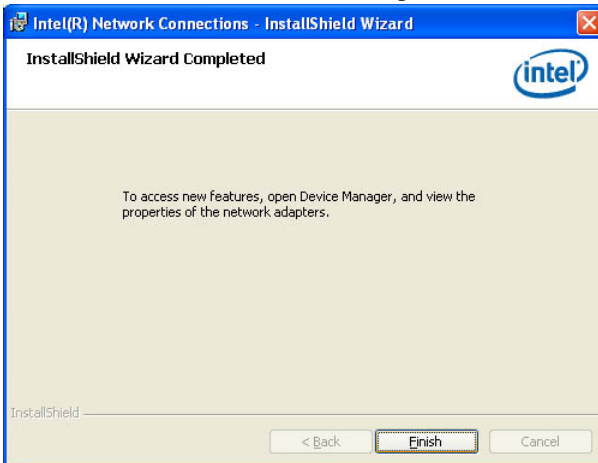 Intel(R) Network Connections - InstallShield Wizard
InstallShield Wizard Completed
intel
To access new features, open Device Manager, and view the
properties of the network adapters.
InstallShield
< Back
Finish
Cancel